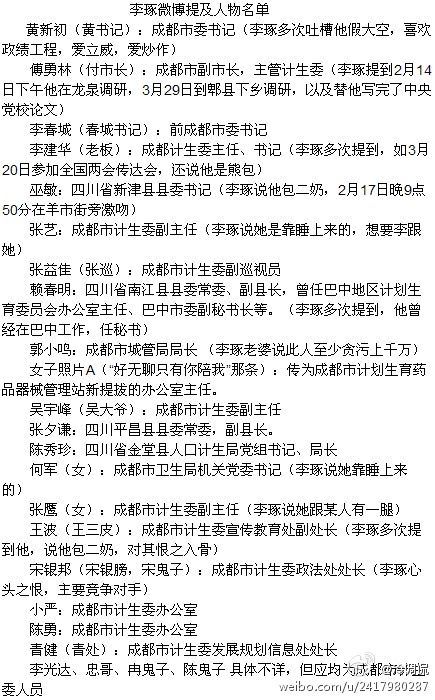 李琢微博提及人物名单
黄新初（黄书记）：成都市委书记（李琢多次吐槽他假大空，喜欢
政绩工程，爱立威，爱炒作）
傅勇林（付市长）：成都市副市长，主管计生委（李琢提到2月14
日下午他在龙泉调研，3月29日到郫县下乡调研，以及替他写完了中央
党校论文）
李春城（春城书记）：前成都市委书记
李建华（老板）：成都计生委主任、书记（李琢多次提到，如3月
20日参加全国两会传达会，还说他是熊包）
巫敏：四川省新津县县委书记（李琢说他包二奶，2月17日晚9点
50分在羊市街旁激吻）
张艺：成都市计生委副主任（李琢说她是靠睡上来的，想要李跟
她）
张益佳（张巡）：成都市计生委副巡视员
赖春明：四川省南江县县委常委、副县长，曾任巴中地区计划生
育委员会办公室主任、巴中市委副秘书长等。（李琢多次提到，他曾
经在巴中工作，任秘书）
郭小鸣：成都市城管局局长 （李琢老婆说此人至少贪污上千万）
女子照片A（“好无聊只有你陪我”那条）：传为成都市计划生育药
品器械管理站新提拔的办公室主任。
吴宇峰（吴大爷）：成都市计生委副主任
张夕谦：四川平昌县县委常委，副县长。
陈秀珍：四川省金堂县人口计生局党组书记、局长
何军（女）：成都市卫生局机关党委书记（李琢说她靠睡上来
的）
张鹰（女）：成都市计生委副主任（李琢说她跟某人有一腿）
王波（王三皮）：成都市计生委宣传教育处副处长（李琢多次提
到他，说他包二奶，对其恨之入骨）
宋银邦（宋银膀，宋鬼子）：成都市计生委政法处处长（李琢心
头之恨，主要竞争对手）
小严：成都市计生委办公室
陈勇：成都市计生委办公室
青健（青处）：成都市计生委发展规划信息处处长
李光达、忠哥、冉鬼子、陈鬼子 具体不详，但应均为成都市计生
委人员
weibo.com/u/2417980287